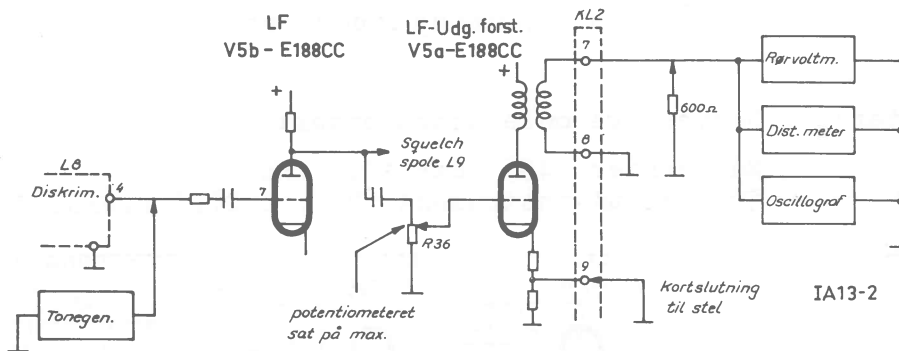 LF
V5b - E188CC
LF-Udg. forst.
V5a-E188CC
KL2
7
Rørvoltm.
+
+
600Ω
8
Dist. meter
Squelch
spole L9
L8
Diskrim.
4
7
Oscillograf
R36
9
kortslutning
til stel
IA13-2
Tonegen.
potentiometeret
sat på max.